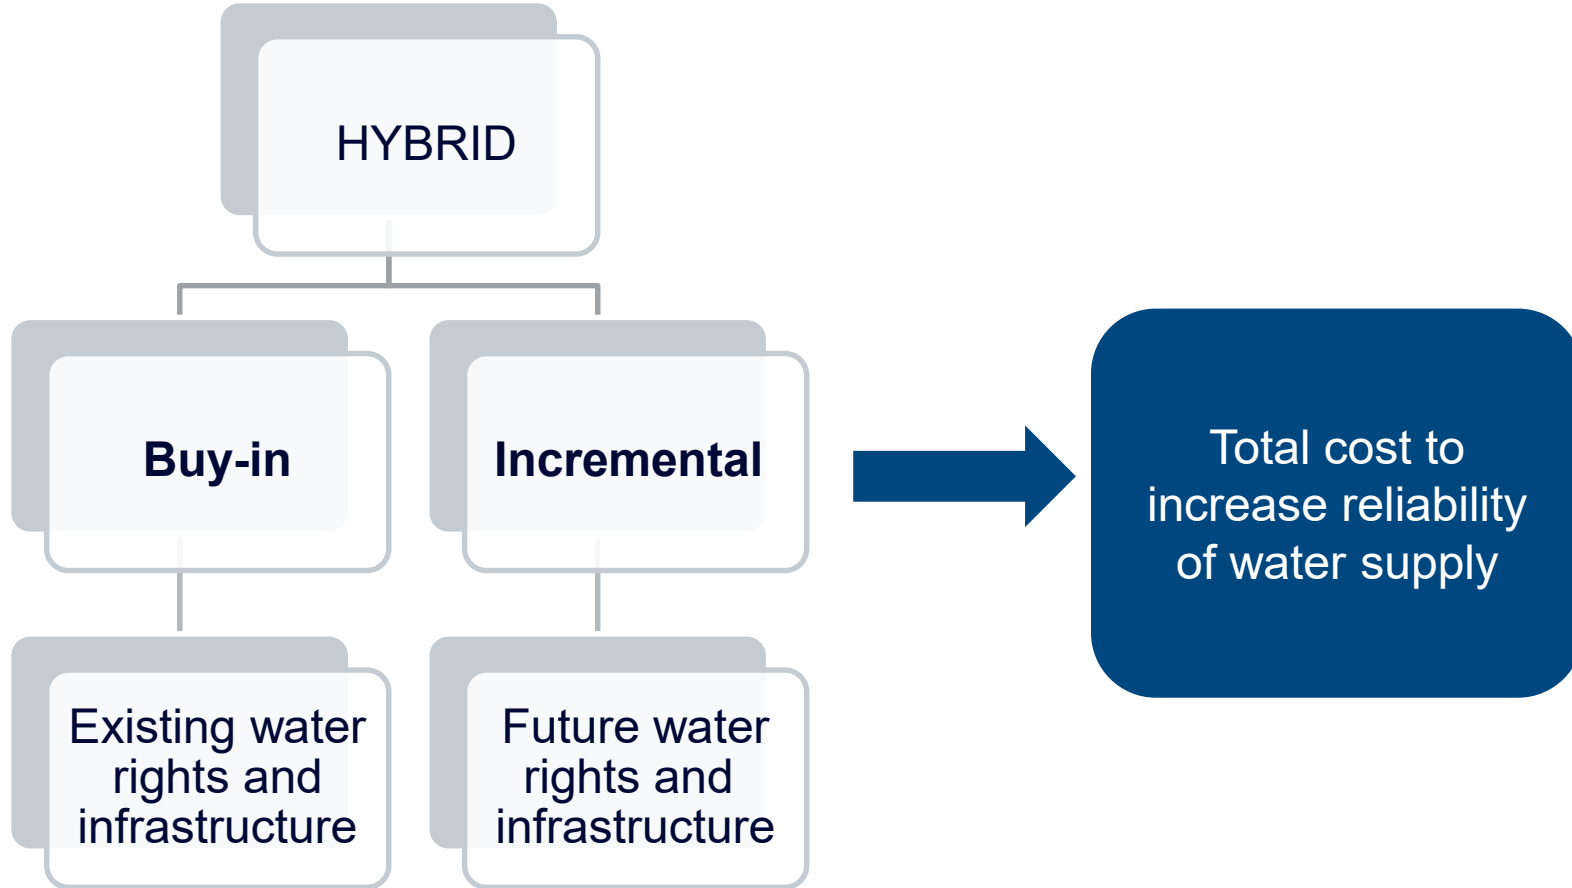 HYBRID
Buy-in
Incremental
Total cost to
increase reliability
of water supply
Existing water
rights and
infrastructure
Future water
rights and
infrastructure